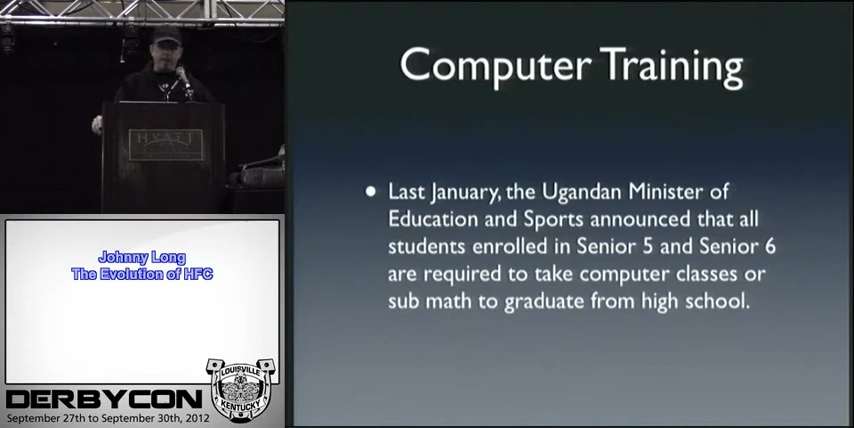 HYATT
Johnny Long
The Evolution of HFC
LOUISVILLE
KENTUCKY
DERBYCON
September 27th to September 30th, 2012
Computer Training
• Last January, the Ugandan Minister of
Education and Sports announced that all
students enrolled in Senior 5 and Senior 6
are required to take computer classes or
sub math to graduate from high school.